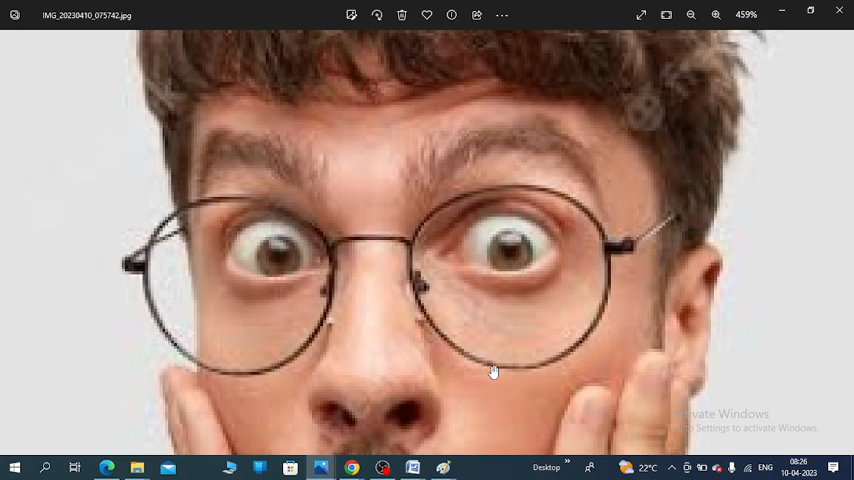 IMG_20230410_075742.jpg
459%
Activate Windows
Go to Settings to activate Windows.
Desktop
22°C
ENG
08:26
10-04-2023